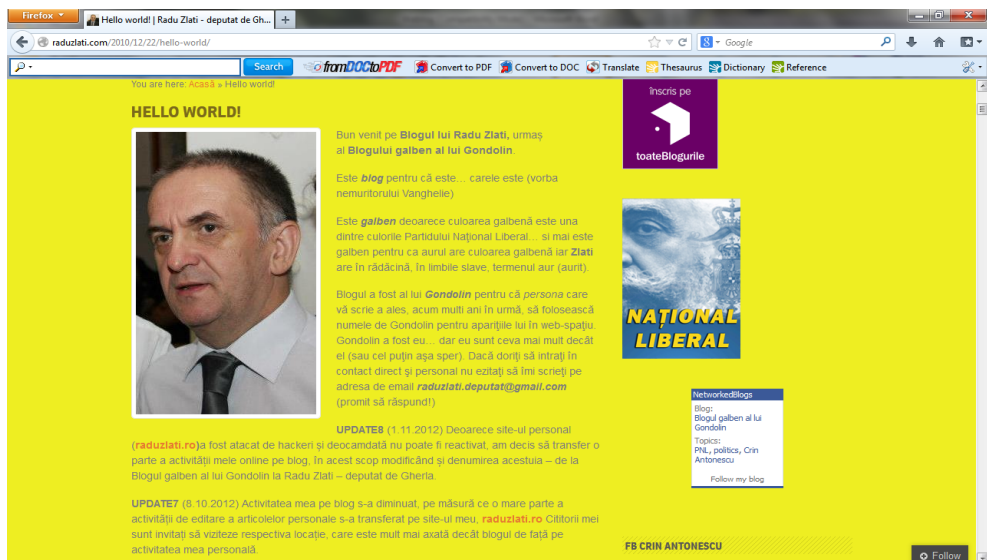 Firefox
Hello world! | Radu Zlati - deputat de Gh...
raduzlati.com/2010/12/22/hello-world/
Google
Search
fromDOCtoPDF
Convert to PDF
Convert to DOC
Translate
Thesaurus
Dictionary
Reference
You are here: Acasă » Hello world!
HELLO WORLD!
Bun venit pe Blogul lui Radu Zlati, urmaș
al Blogului galben al lui Gondolin.
Este blog pentru că este... carele este (vorba
nemuritorului Vanghelie)
Este galben deoarece culoarea galbenă este una
dintre culorile Partidului Naţional Liberal... si mai este
galben pentru ca aurul are culoarea galbenă iar Zlati
are în rădăcină, în limbile slave, termenul aur (aurit).
Blogul a fost al lui Gondolin pentru că persona care
vă scrie a ales, acum multi ani în urmă, să folosească
numele de Gondolin pentru apariţiile lui în web-spaţiu.
Gondolin a fost eu... dar eu sunt ceva mai mult decât
el (sau cel puţin aşa sper). Dacă doriţi să intraţi în
contact direct şi personal nu ezitaţi să îmi scrieţi pe
adresa de email raduzlati.deputat@gmail.com
(promit să răspund!)
UPDATE8 (1.11.2012) Deoarece site-ul personal
(raduzlati.ro)a fost atacat de hackeri și deocamdată nu poate fi reactivat, am decis să transfer o
parte a activității mele online pe blog, în acest scop modificând și denumirea acestuia – de la
Blogul galben al lui Gondolin la Radu Zlati – deputat de Gherla.
UPDATE7 (8.10.2012) Activitatea mea pe blog s-a diminuat, pe măsură ce o mare parte a
activității de editare a articolelor personale s-a transferat pe site-ul meu, raduzlati.ro Cititorii mei
sunt invitați să viziteze respectiva locație, care este mult mai axată decât blogul de față pe
activitatea mea personală.
înscris pe
toateBlogurile
NAȚIONAL
LIBERAL
NetworkedBlogs
Blog:
Blogul galben al lui
Gondolin
Topics:
PNL, politics, Crin
Antonescu
Follow my blog
FB CRIN ANTONESCU
Follow